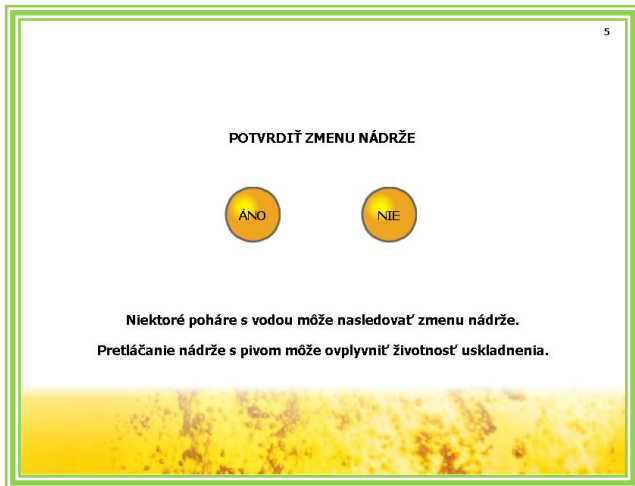 5
POTVRDIŤ ZMENU NÁDRŽE
ÁNO NIE
Niektoré poháre s vodou môže nasledovať zmenu nádrže.
Pretláčanie nádrže s pivom môže ovplyvniť životnosť uskladnenia.